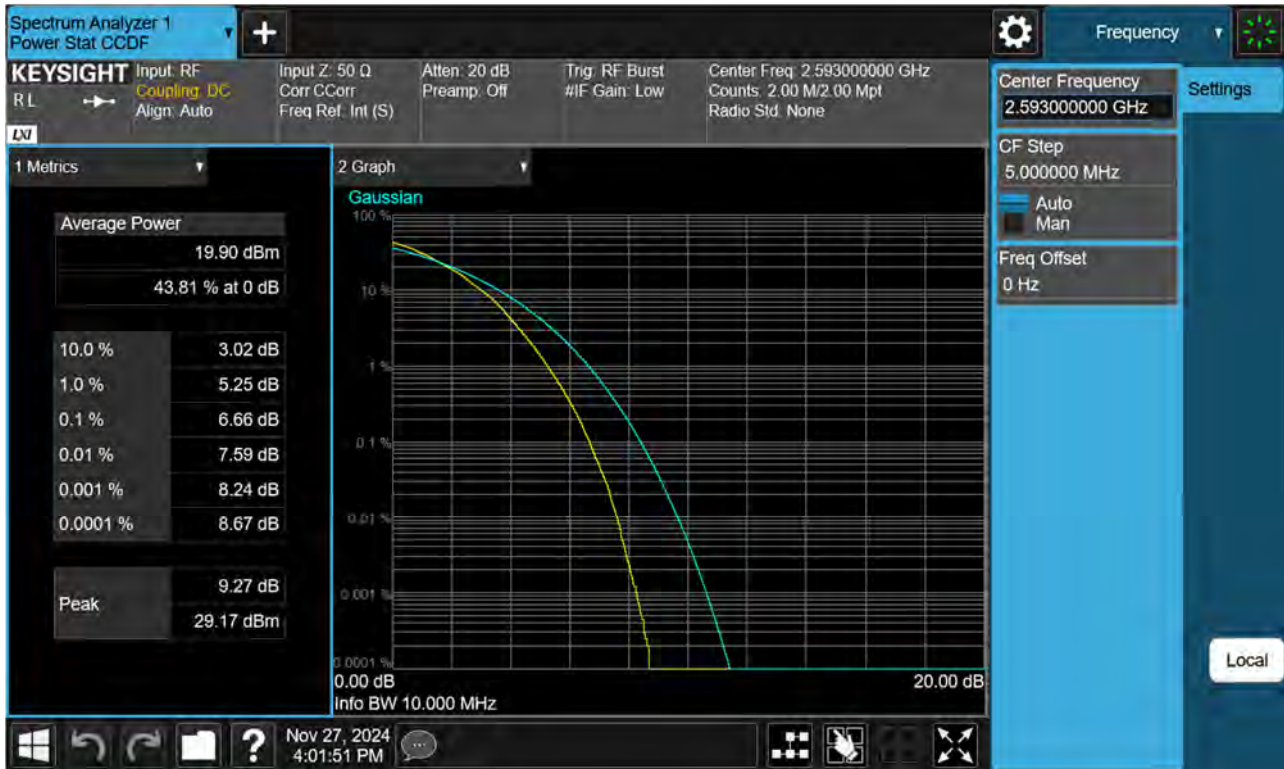 Spectrum Analyzer 1
Power Stat CCDF
Frequency
KEYSIGHT
RL
LXI
Input: RF
Coupling: DC
Align: Auto
Input Z: 50 Ω
Corr CCorr
Freq Ref: Int (S)
Atten: 20 dB
Preamp: Off
Trig: RF Burst
#IF Gain: Low
Center Freq: 2.593000000 GHz
Counts: 2.00 M/2.00 Mpt
Radio Std: None
Center Frequency
2.593000000 GHz
Settings
CF Step
5.000000 MHz
Auto
Man
Freq Offset
0 Hz
1 Metrics
Average Power
19.90 dBm
43.81 % at 0 dB
10.0 % 3.02 dB
1.0 % 5.25 dB
0.1 % 6.66 dB
0.01 % 7.59 dB
0.001 % 8.24 dB
0.0001 % 8.67 dB
Peak
9.27 dB
29.17 dBm
2 Graph
Gaussian
100 %
10 %
1 %
0.1 %
0.01 %
0.001 %
0.0001 %
0.00 dB 20.00 dB
Info BW 10.000 MHz
Local
?
Nov 27, 2024
4:01:51 PM